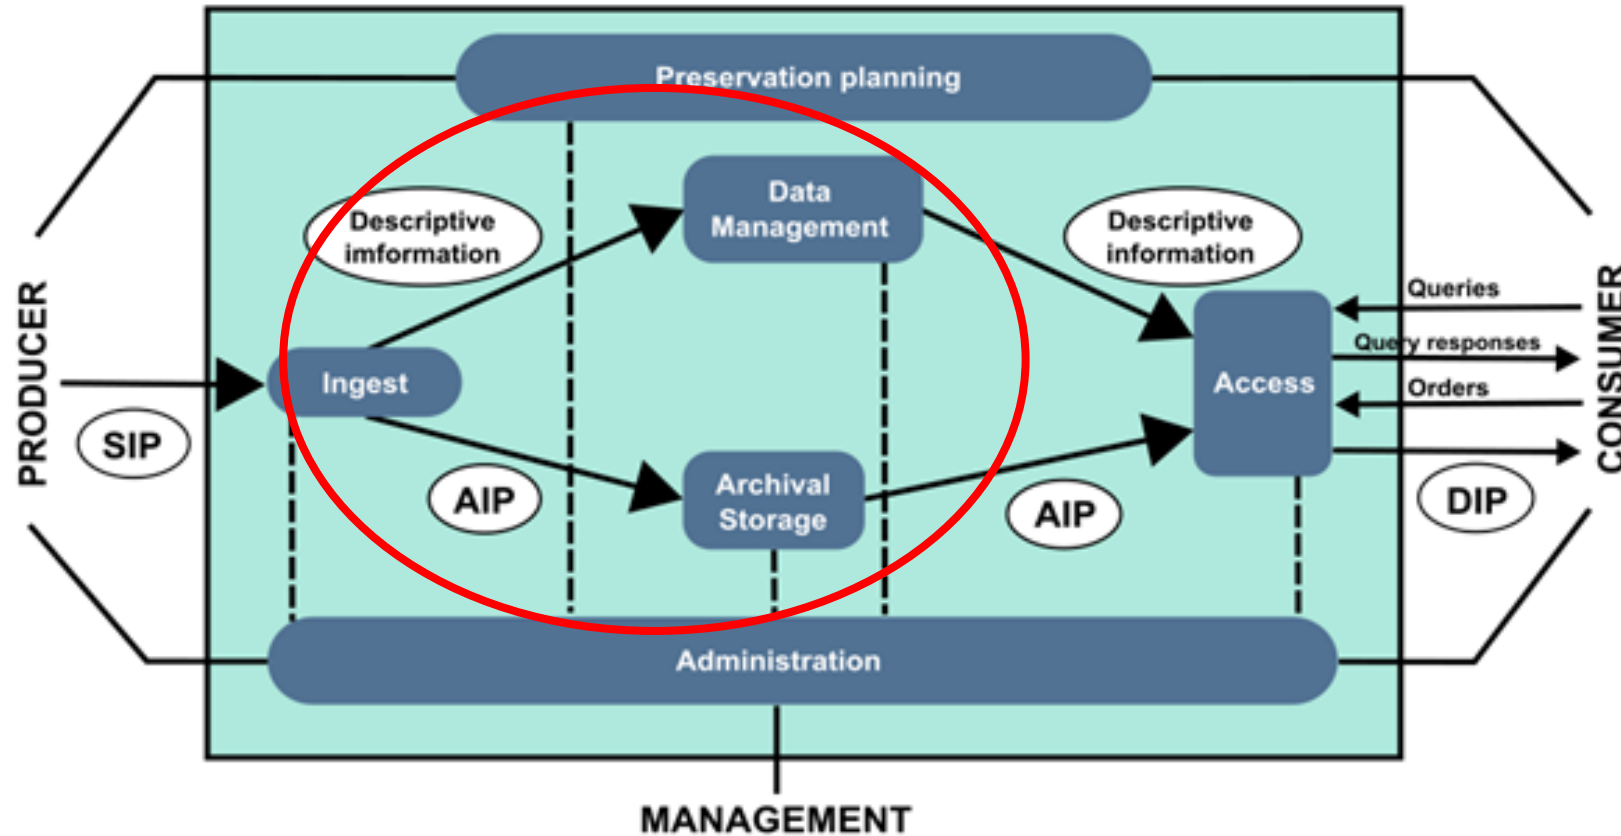 Preservation planning
Data
Management
Descriptive
imformation
Descriptive
information
PRODUCER
CONSUMER
Queries
Query responses
Ingest
Access
Orders
SIP
AIP
Archival
Storage
AIP
DIP
Administration
MANAGEMENT